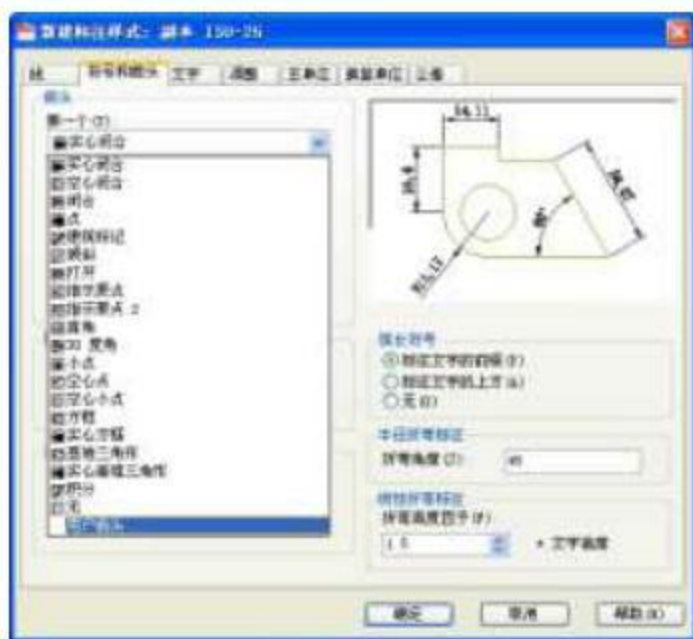 新建标注样式: 副本 ISO-25
线 符号和箭头 文字 调整 主单位 换算单位 公差
箭头
第一个(T):
实心闭合
实心闭合
空心闭合
闭合
点
建筑标记
倾斜
打开
指示原点
指示原点 2
直角
30 度角
小点
空心点
空心小点
方框
实心方框
基准三角形
实心基准三角形
积分
无
用户箭头
14,11
16,6
60°
R11,17
弧长符号
标注文字的前缀(P)
标注文字的上方(A)
无(O)
半径折弯标注
折弯角度(J): 45
线性折弯标注
折弯高度因子(F):
1.5 * 文字高度
确定 取消 帮助(H)